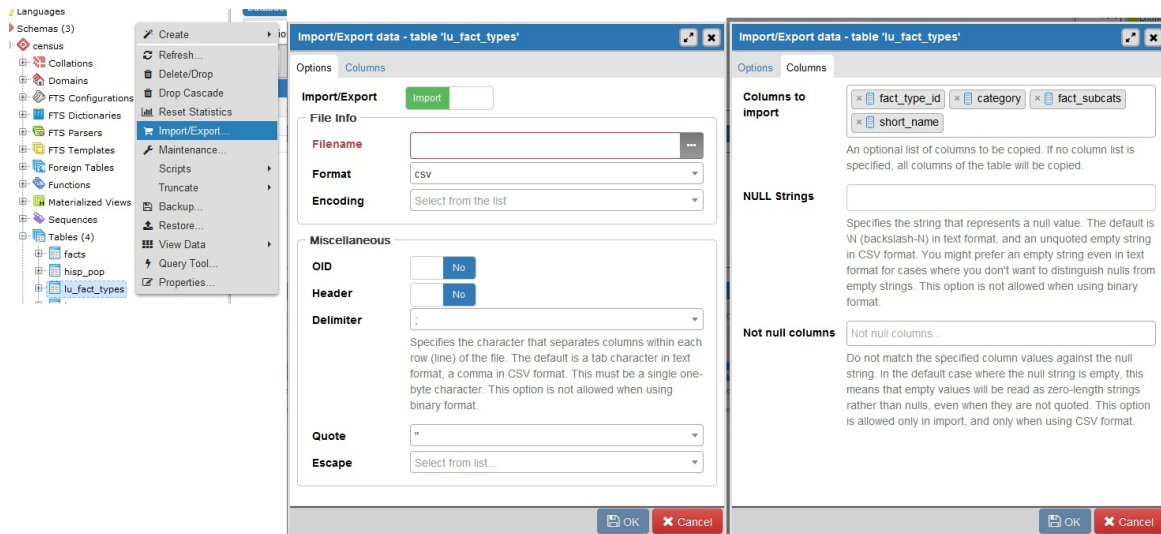 Languages
Schemas (3)
census
Collations
Domains
FTS Configurations
FTS Dictionaries
FTS Parsers
FTS Templates
Foreign Tables
Functions
Materialized Views
Sequences
Tables (4)
facts
hisp_pop
lu_fact_types
Create
Refresh...
Delete/Drop
Drop Cascade
Reset Statistics
Import/Export...
Maintenance...
Scripts
Truncate
Backup...
Restore...
View Data
Query Tool...
Properties...
Import/Export data - table 'lu_fact_types'
Options Columns
Import/Export Import
File Info
Filename ...
Format csv
Encoding Select from the list
Miscellaneous
OID No
Header No
Delimiter ;
Specifies the character that separates columns within each
row (line) of the file. The default is a tab character in text
format, a comma in CSV format. This must be a single one-
byte character. This option is not allowed when using
binary format.
Quote "
Escape Select from list...
OK Cancel
Import/Export data - table 'lu_fact_types'
Options Columns
Columns to
import
× fact_type_id × category × fact_subcats
× short_name
An optional list of columns to be copied. If no column list is
specified, all columns of the table will be copied.
NULL Strings
Specifies the string that represents a null value. The default is
\N (backslash-N) in text format, and an unquoted empty string
in CSV format. You might prefer an empty string even in text
format for cases where you don't want to distinguish nulls from
empty strings. This option is not allowed when using binary
format.
Not null columns Not null columns...
Do not match the specified column values against the null
string. In the default case where the null string is empty, this
means that empty values will be read as zero-length strings
rather than nulls, even when they are not quoted. This option
is allowed only in import, and only when using CSV format.
OK Cancel